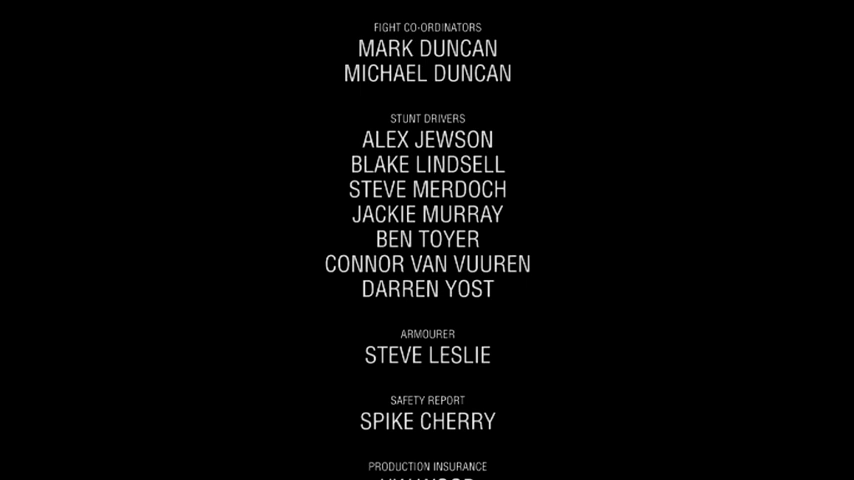 FIGHT CO-ORDINATORS
MARK DUNCAN
MICHAEL DUNCAN
STUNT DRIVERS
ALEX JEWSON
BLAKE LINDSELL
STEVE MERDOCH
JACKIE MURRAY
BEN TOYER
CONNOR VAN VUUREN
DARREN YOST
ARMOURER
STEVE LESLIE
SAFETY REPORT
SPIKE CHERRY
PRODUCTION INSURANCE